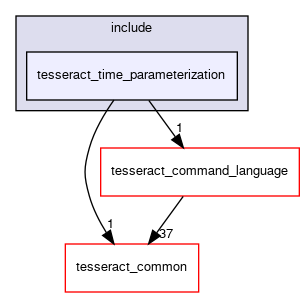 include
tesseract_time_parameterization
1
tesseract_command_language
1
37
tesseract_common